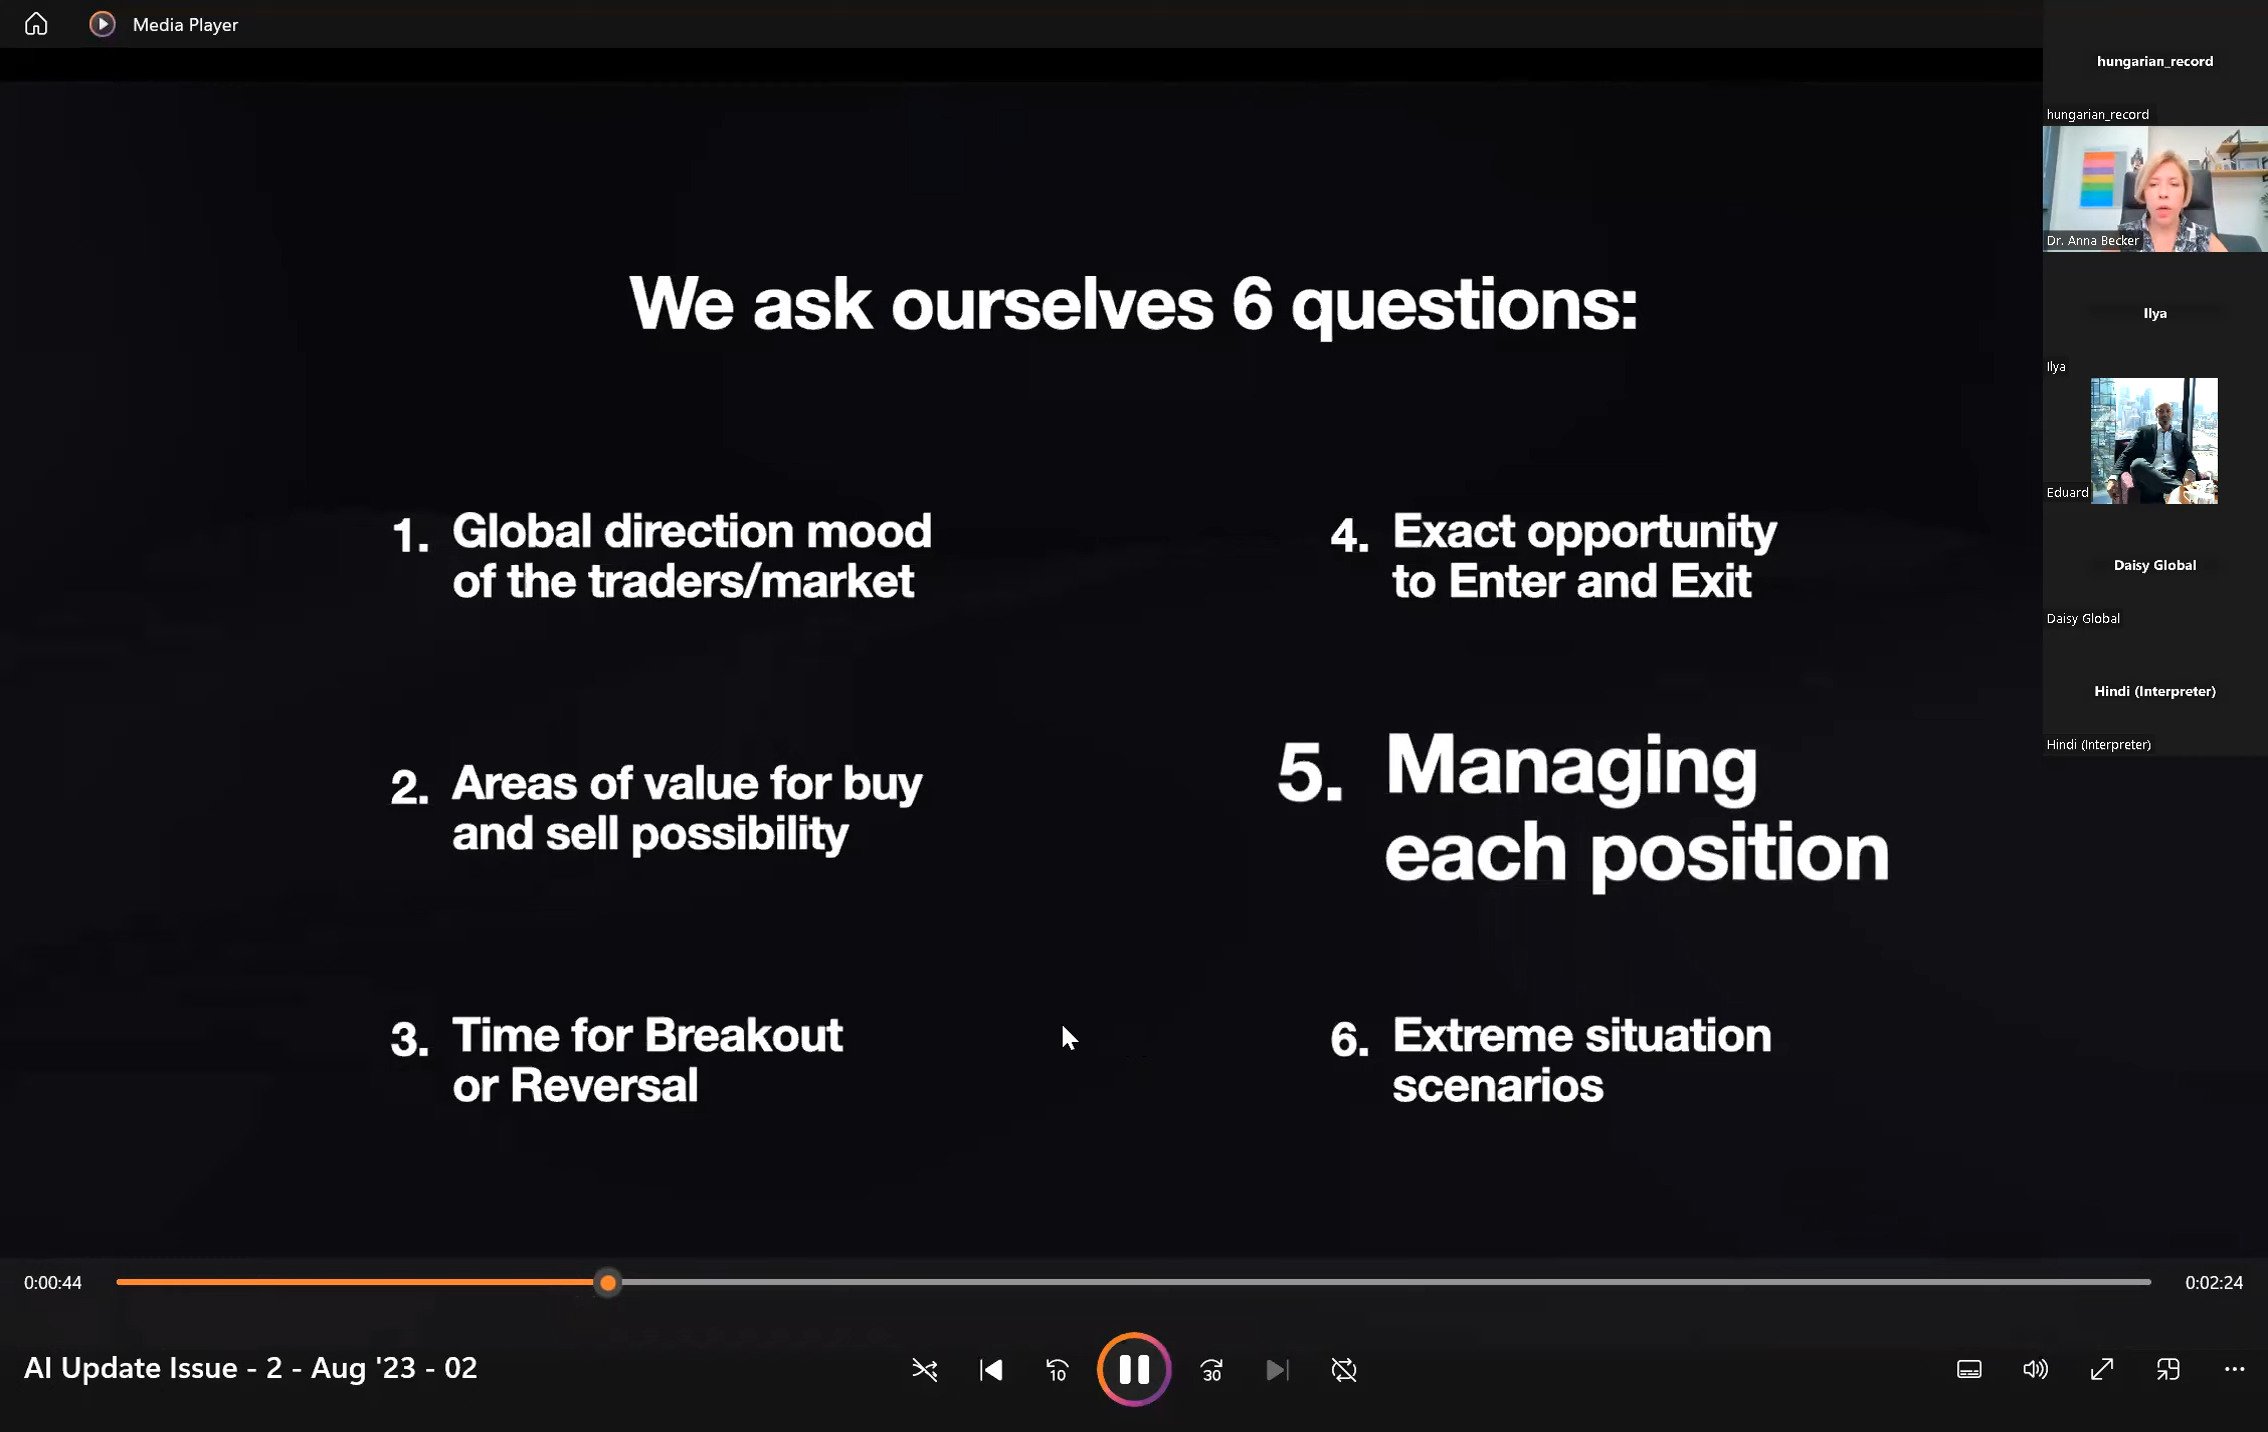 Media Player
We ask ourselves 6 questions:
1. Global direction mood
of the traders/market
2. Areas of value for buy
and sell possibility
3. Time for Breakout
or Reversal
4. Exact opportunity
to Enter and Exit
5. Managing
each position
6. Extreme situation
scenarios
hungarian_record
hungarian_record
Dr. Anna Becker
Ilya
Ilya
Eduard
Daisy Global
Daisy Global
Hindi (Interpreter)
Hindi (Interpreter)
0:00:44
0:02:24
AI Update Issue - 2 - Aug '23 - 02
10
30